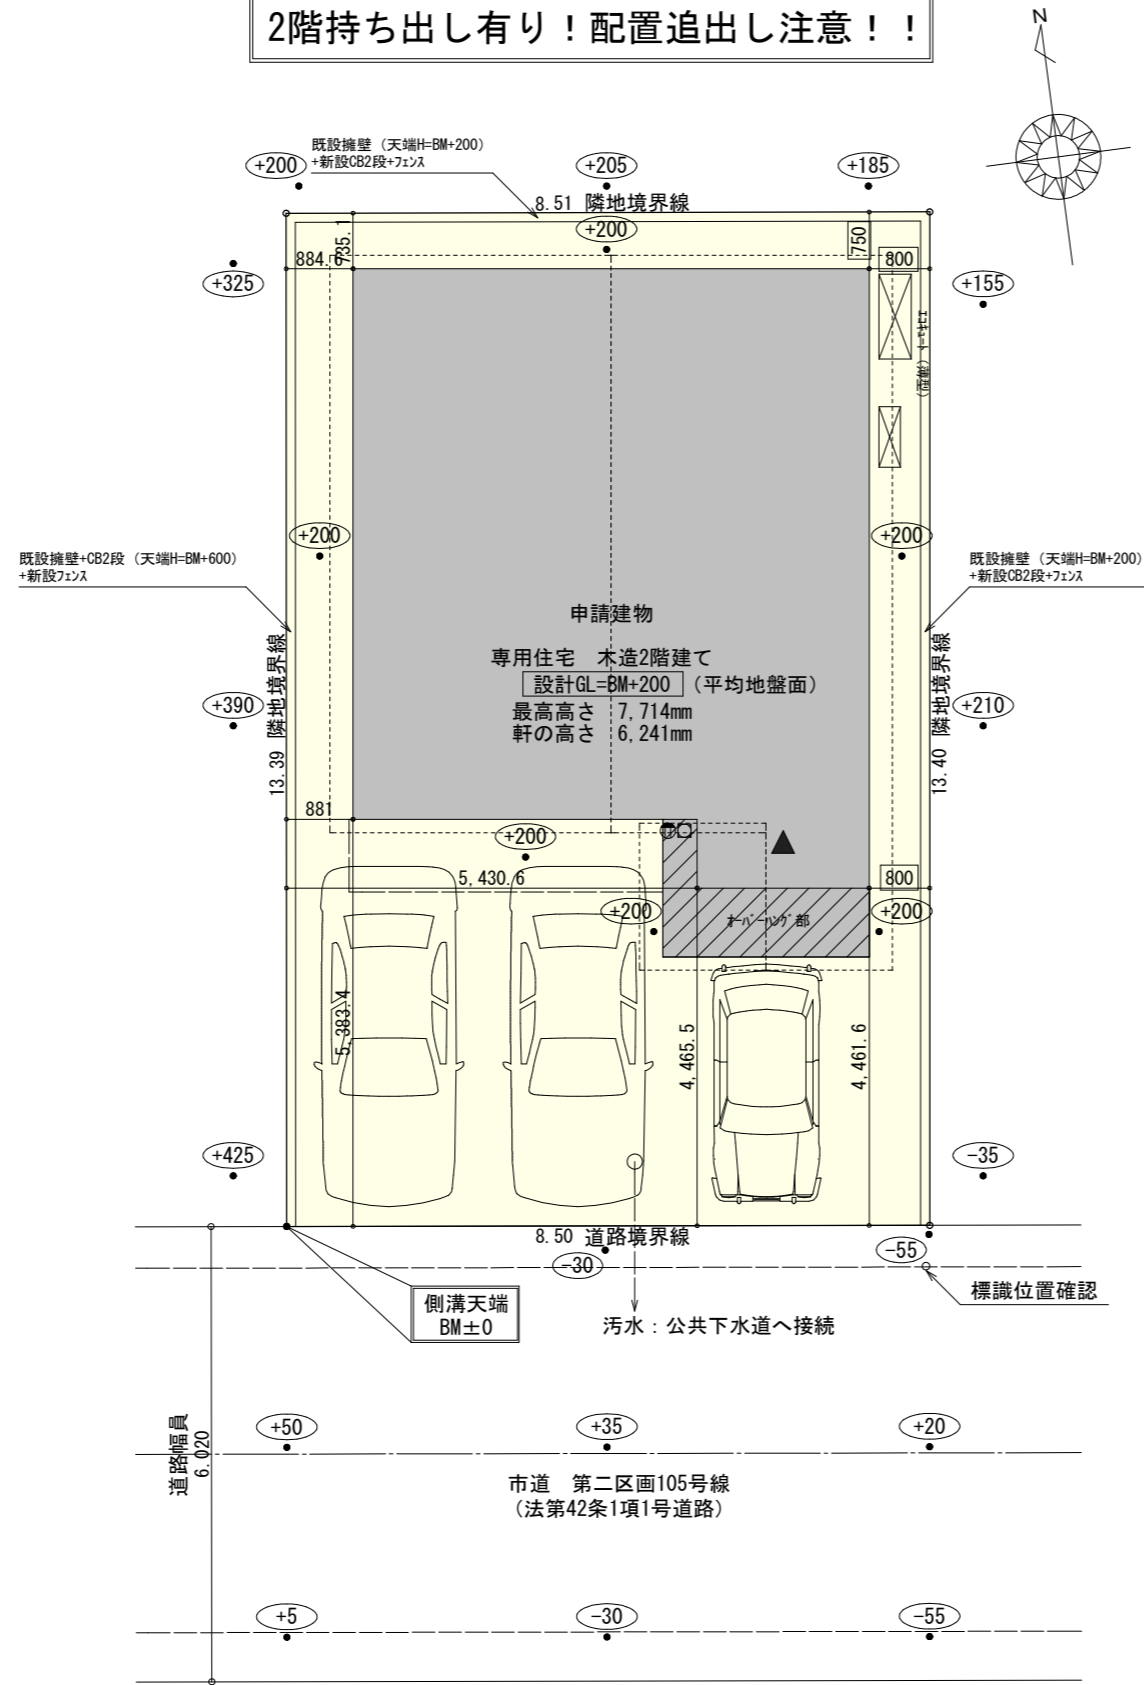 2階持ち出し有り！配置追出し注意！！
N
既設擁壁（天端H=BM+200）
+新設CB2段+フェンス
+200
+205
+185
8.51 隣地境界線
+200
735.1
750
884.6
800
+325
+155
エコキュート（薄型）
+200
+200
既設擁壁+CB2段（天端H=BM+600）
+新設フェンス
既設擁壁（天端H=BM+200）
+新設CB2段+フェンス
申請建物
専用住宅 木造2階建て
設計GL=BM+200（平均地盤面）
最高高さ 7,714mm
軒の高さ 6,241mm
+390
+210
13.39 隣地境界線
13.40 隣地境界線
881
+200
5,430.6
800
+200
オーバーハング部
+200
5,383.4
4,465.5
4,461.6
+425
-35
8.50 道路境界線
-30
-55
標識位置確認
側溝天端
BM±0
汚水：公共下水道へ接続
道路幅員
6.020
+50
+35
+20
市道 第二区画105号線
（法第42条1項1号道路）
+5
-30
-55